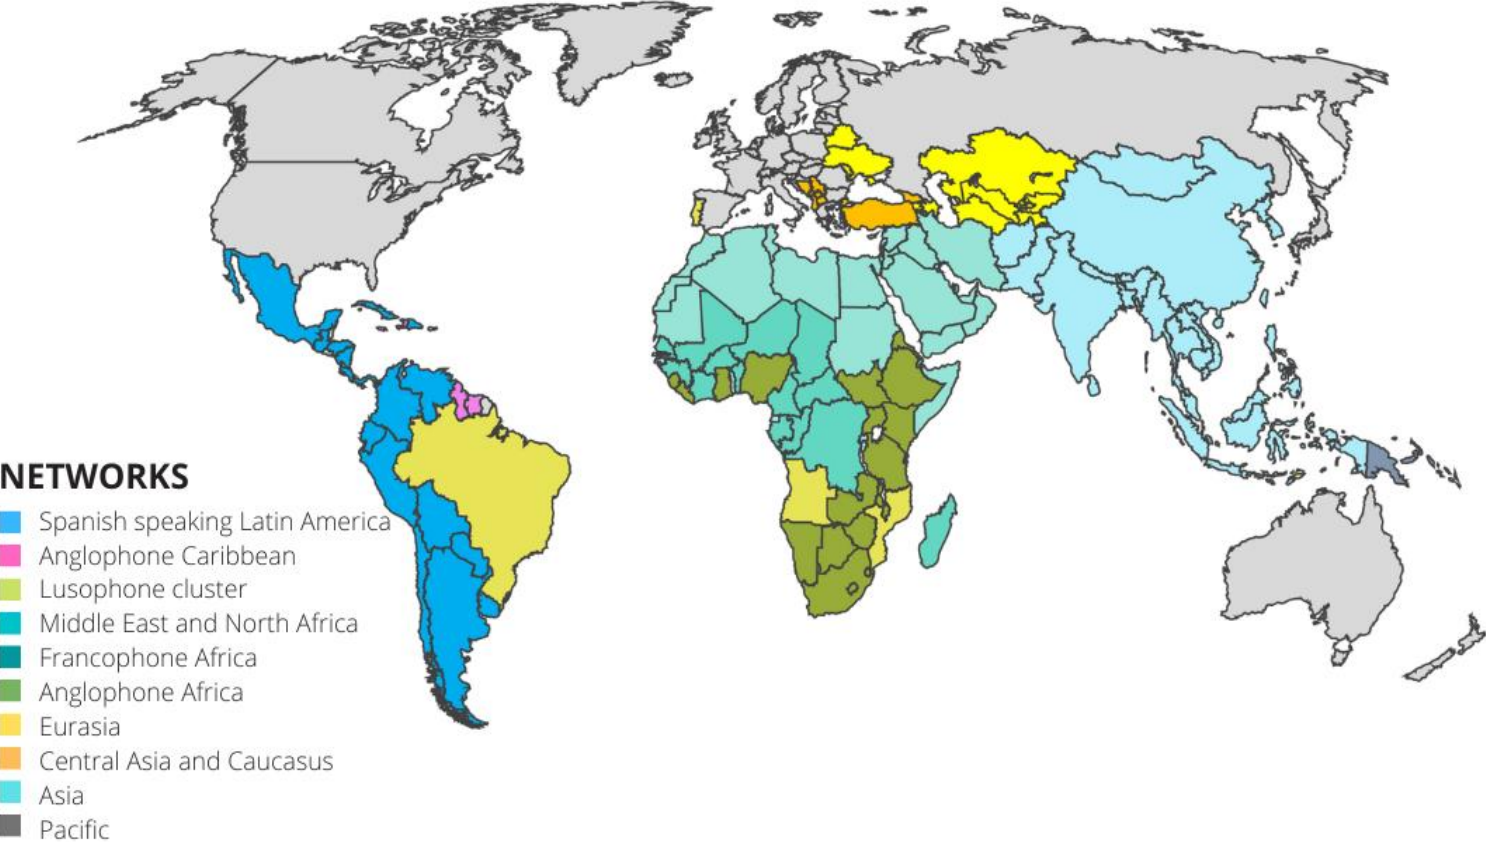 NETWORKS
Spanish speaking Latin America
Anglophone Caribbean
Lusophone cluster
Middle East and North Africa
Francophone Africa
Anglophone Africa
Eurasia
Central Asia and Caucasus
Asia
Pacific